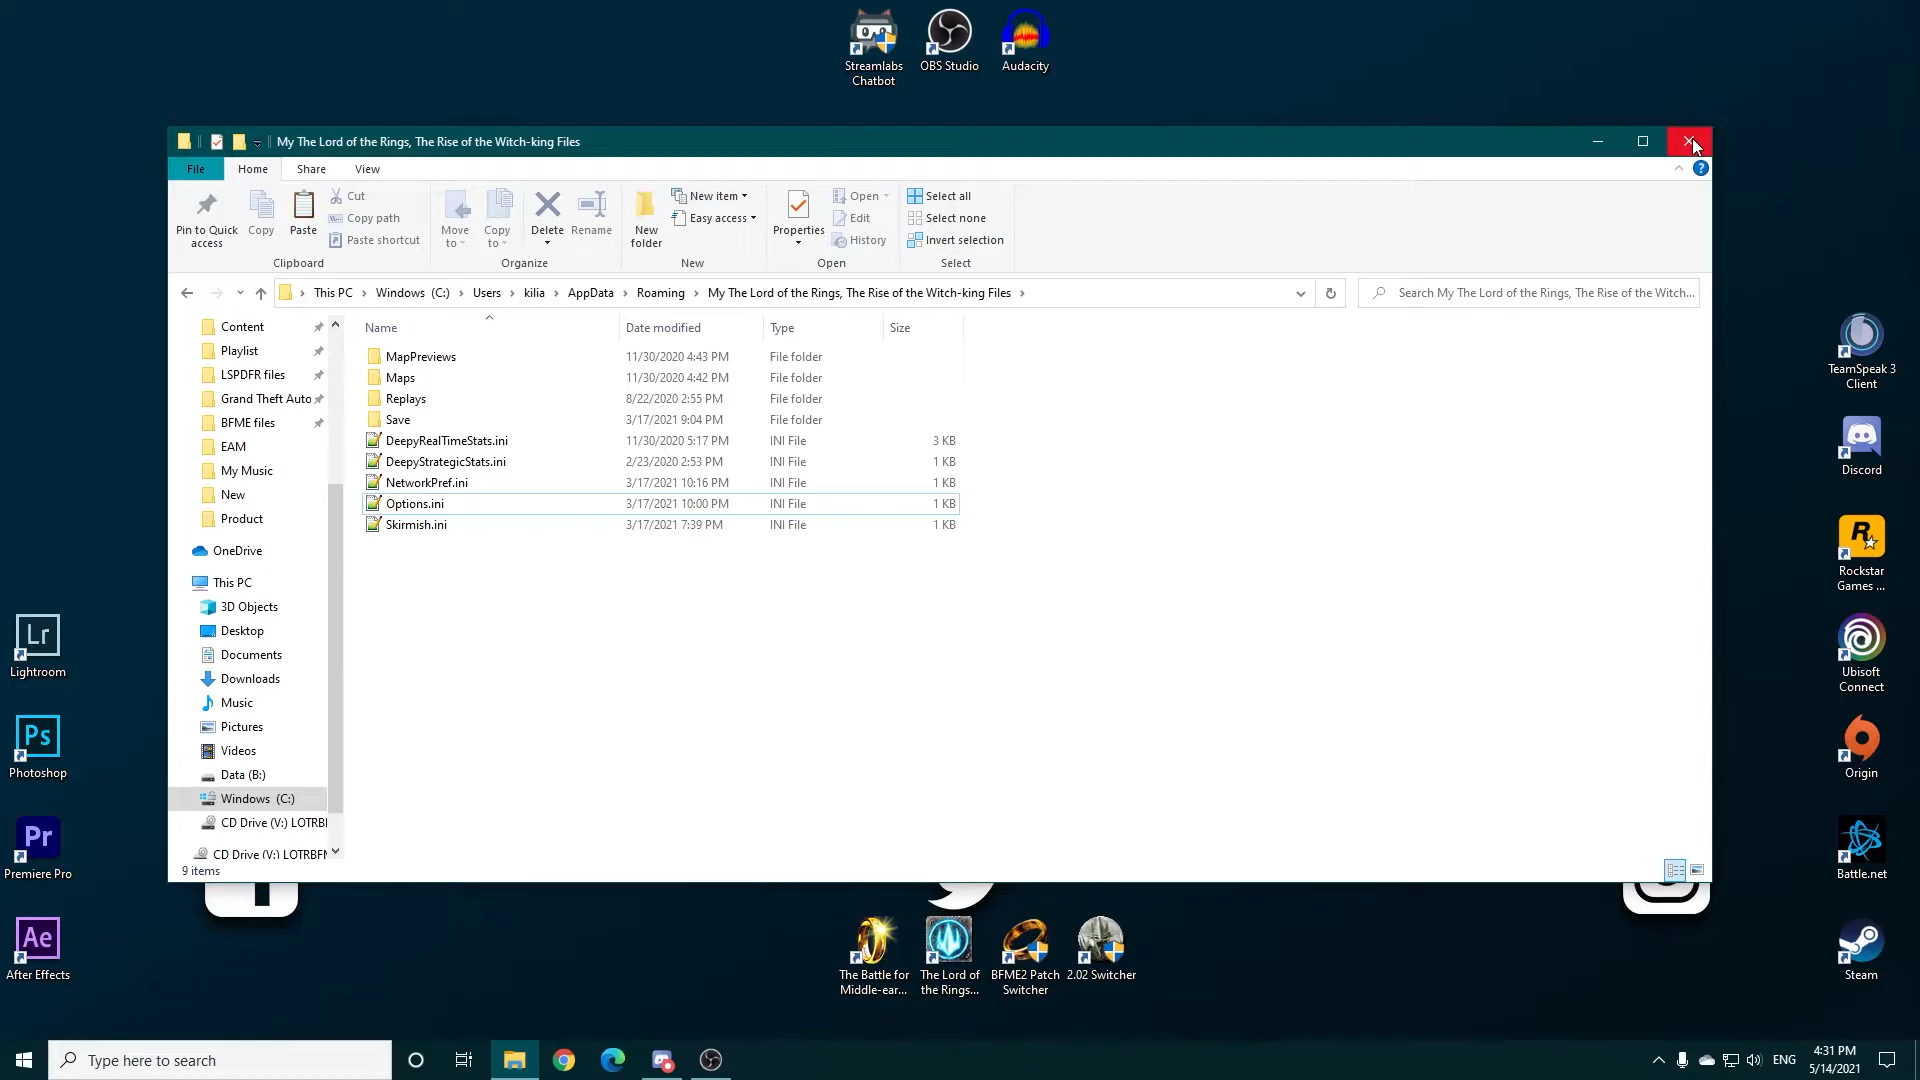 Streamlabs
Chatbot
OBS Studio
Audacity
My The Lord of the Rings, The Rise of the Witch-king Files
File
Home
Share
View
Pin to Quick
access
Copy
Paste
Cut
Copy path
Paste shortcut
Clipboard
Move
to
Copy
to
Delete
Rename
Organize
New
folder
New item
Easy access
New
Properties
Open
Edit
History
Open
Select all
Select none
Invert selection
Select
This PC > Windows (C:) > Users > kilia > AppData > Roaming > My The Lord of the Rings, The Rise of the Witch-king Files >
Search My The Lord of the Rings, The Rise of the Witch...
Content
Playlist
LSPDFR files
Grand Theft Auto
BFME files
EAM
My Music
New
Product
OneDrive
This PC
3D Objects
Desktop
Documents
Downloads
Music
Pictures
Videos
Data (B:)
Windows (C:)
CD Drive (V:) LOTRBF
CD Drive (V:) LOTRBFM
Name Date modified Type Size
MapPreviews 11/30/2020 4:43 PM File folder
Maps 11/30/2020 4:42 PM File folder
Replays 8/22/2020 2:55 PM File folder
Save 3/17/2021 9:04 PM File folder
DeepyRealTimeStats.ini 11/30/2020 5:17 PM INI File 3 KB
DeepyStrategicStats.ini 2/23/2020 2:53 PM INI File 1 KB
NetworkPref.ini 3/17/2021 10:16 PM INI File 1 KB
Options.ini 3/17/2021 10:00 PM INI File 1 KB
Skirmish.ini 3/17/2021 7:39 PM INI File 1 KB
9 items
Lr
Lightroom
Ps
Photoshop
Pr
Premiere Pro
Ae
After Effects
TeamSpeak 3
Client
Discord
R
Rockstar
Games ...
Ubisoft
Connect
Origin
Battle.net
Steam
The Battle for
Middle-ear...
The Lord of
the Rings...
BFME2 Patch
Switcher
2.02 Switcher
Type here to search
ENG
4:31 PM
5/14/2021